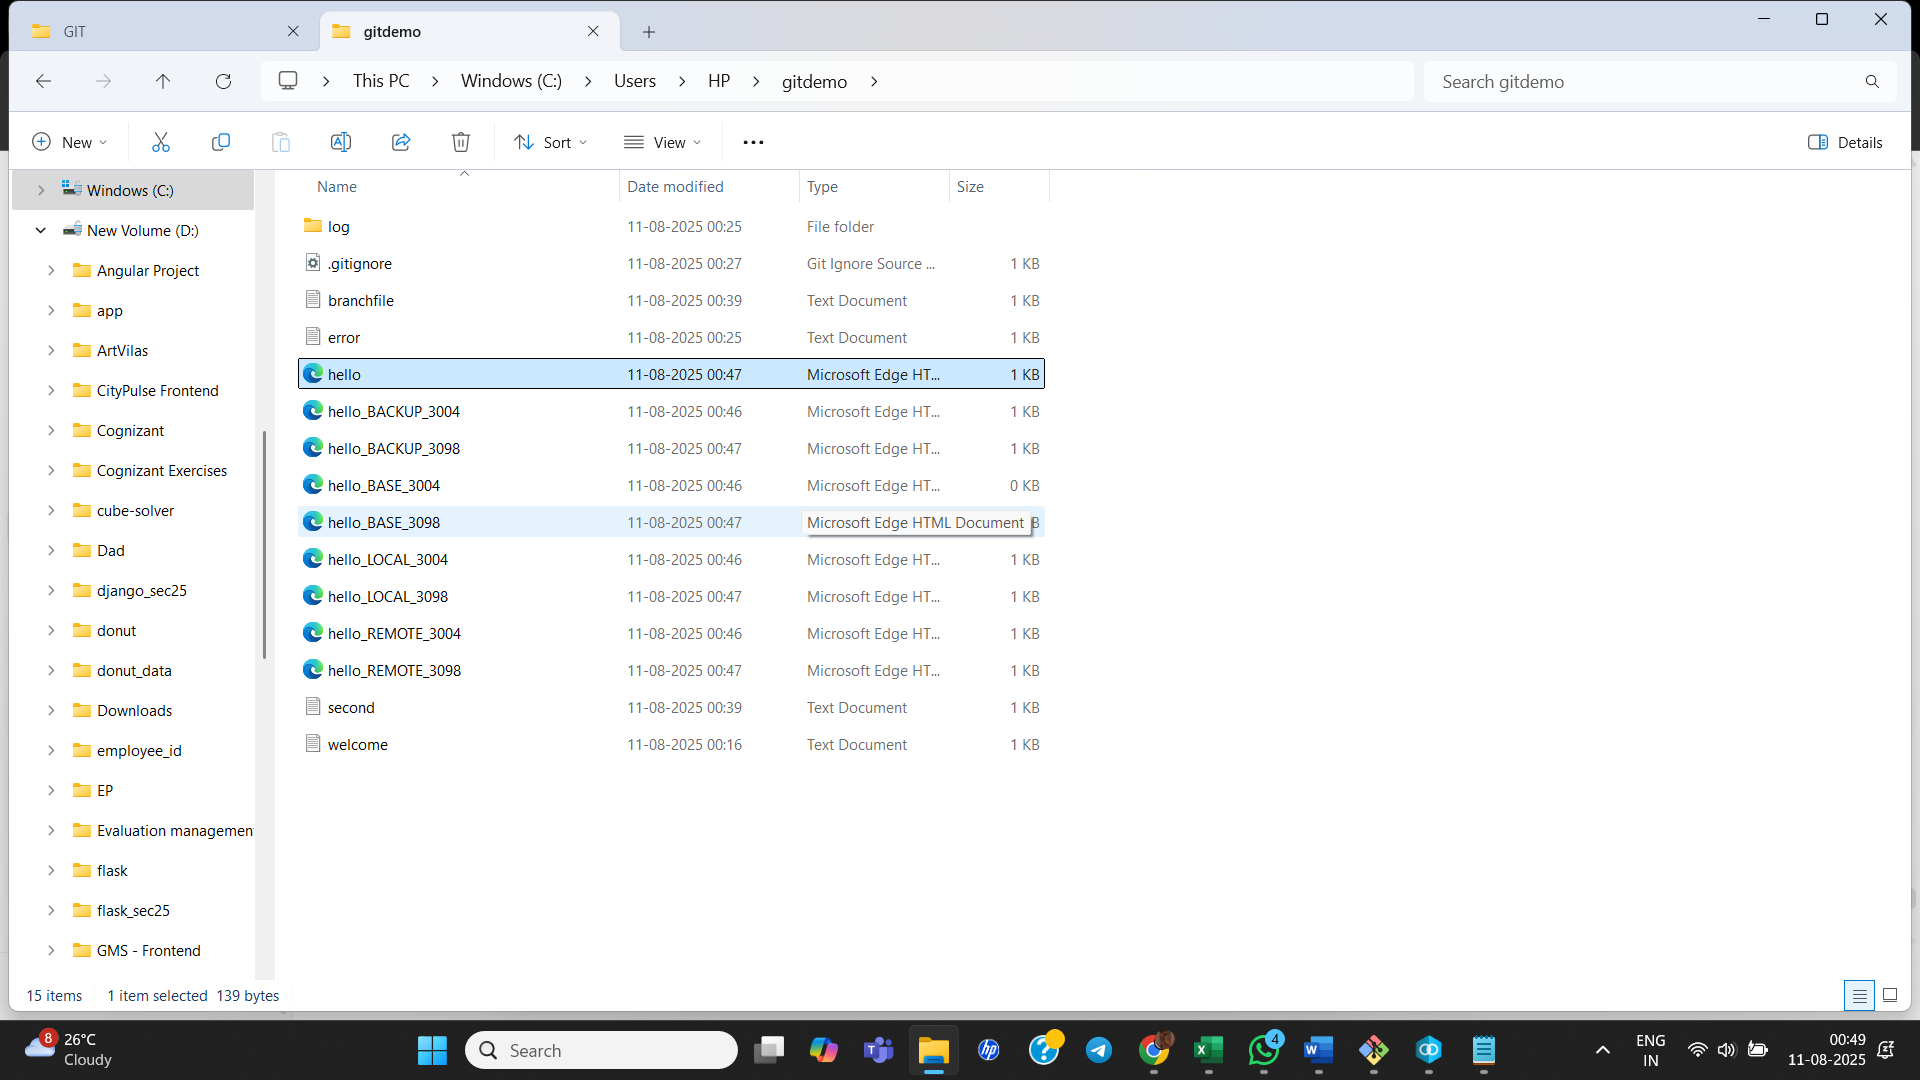 GIT
gitdemo
This PC
Windows (C:)
Users
HP
gitdemo
Search gitdemo
New
Sort
View
Details
Windows (C:)
New Volume (D:)
Angular Project
app
ArtVilas
CityPulse Frontend
Cognizant
Cognizant Exercises
cube-solver
Dad
django_sec25
donut
donut_data
Downloads
employee_id
EP
Evaluation managemen
flask
flask_sec25
GMS - Frontend
Name Date modified Type Size
log 11-08-2025 00:25 File folder
.gitignore 11-08-2025 00:27 Git Ignore Source ... 1 KB
branchfile 11-08-2025 00:39 Text Document 1 KB
error 11-08-2025 00:25 Text Document 1 KB
hello 11-08-2025 00:47 Microsoft Edge HT... 1 KB
hello_BACKUP_3004 11-08-2025 00:46 Microsoft Edge HT... 1 KB
hello_BACKUP_3098 11-08-2025 00:47 Microsoft Edge HT... 1 KB
hello_BASE_3004 11-08-2025 00:46 Microsoft Edge HT... 0 KB
hello_BASE_3098 11-08-2025 00:47 Microsoft Edge HTML Document
hello_LOCAL_3004 11-08-2025 00:46 Microsoft Edge HT... 1 KB
hello_LOCAL_3098 11-08-2025 00:47 Microsoft Edge HT... 1 KB
hello_REMOTE_3004 11-08-2025 00:46 Microsoft Edge HT... 1 KB
hello_REMOTE_3098 11-08-2025 00:47 Microsoft Edge HT... 1 KB
second 11-08-2025 00:39 Text Document 1 KB
welcome 11-08-2025 00:16 Text Document 1 KB
15 items 1 item selected 139 bytes
8
26°C
Cloudy
Search
4
ENG
IN
00:49
11-08-2025